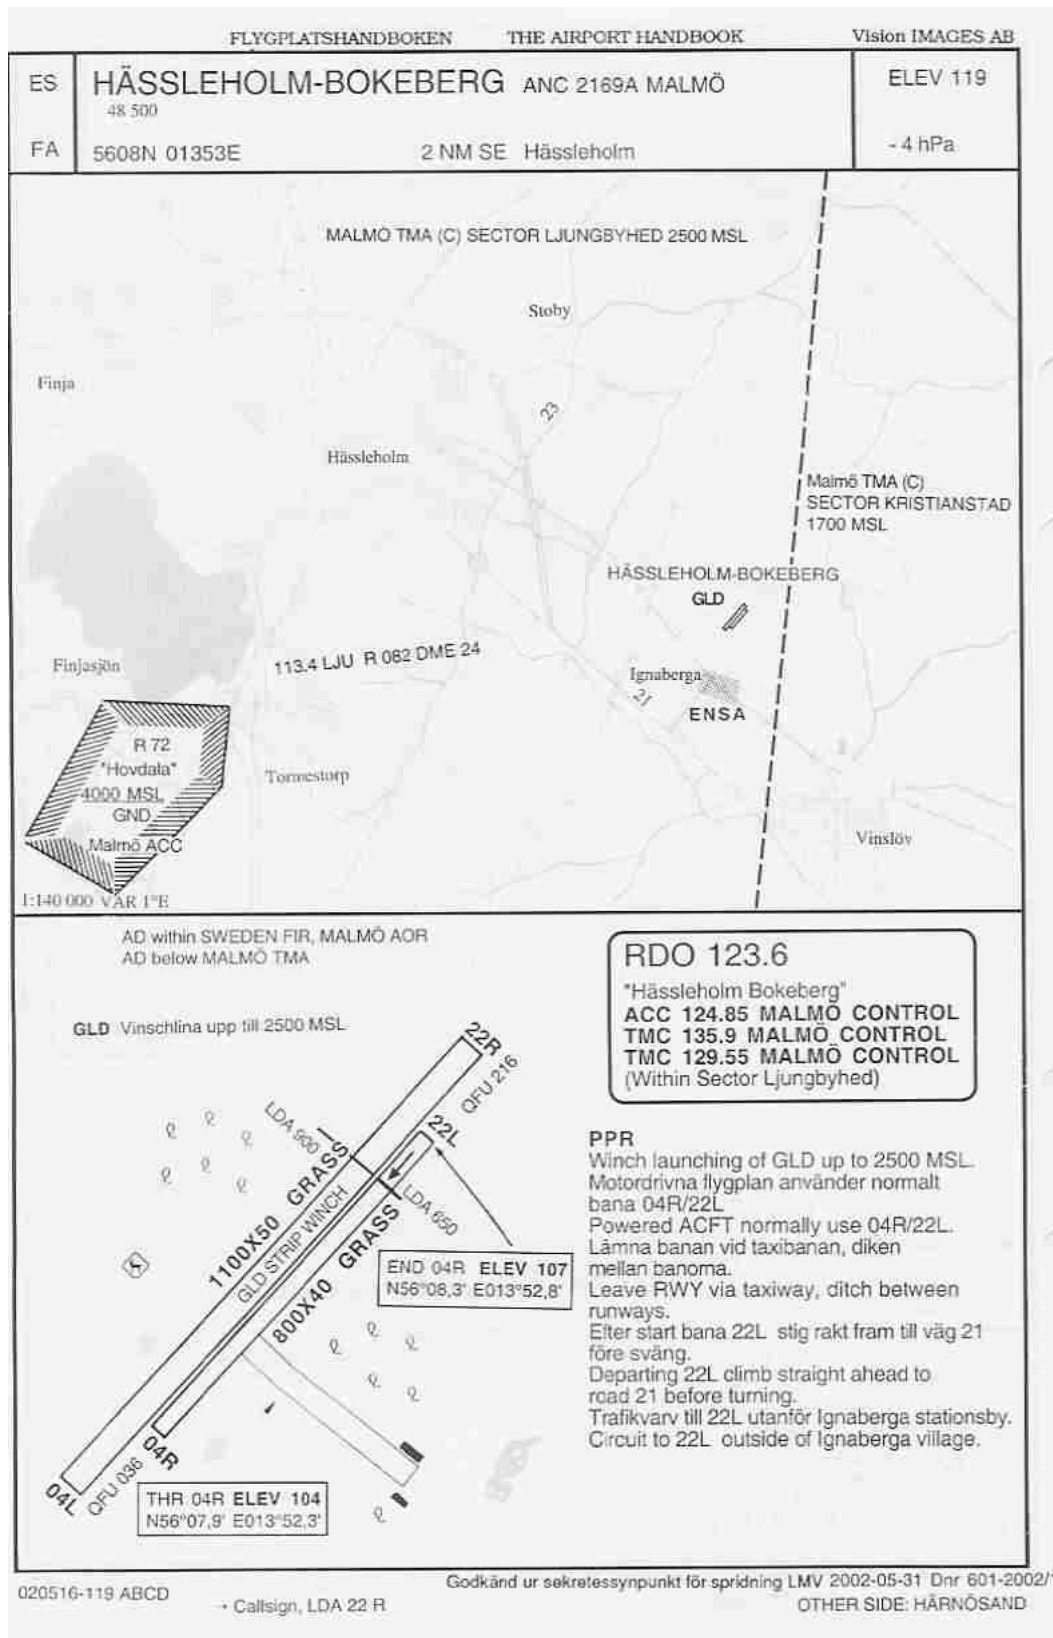 FLYGPLATSHANDBOKEN THE AIRPORT HANDBOOK Vision IMAGES AB
ES HÄSSLEHOLM-BOKEBERG ANC 2169A MALMÖ ELEV 119
48 500
FA 5608N 01353E 2 NM SE Hässleholm - 4 hPa
MALMÖ TMA (C) SECTOR LJUNGBYHED 2500 MSL
Stoby
Finja
23
Hässleholm
Malmö TMA (C)
SECTOR KRISTIANSTAD
1700 MSL
HÄSSLEHOLM-BOKEBERG
GLD
113.4 LJU R 082 DME 24
Finjasjön
Ignaberga
21
ENSA
R 72
"Hovdala"
4000 MSL
GND
Malmö ACC
Tormestorp
Vinslöv
1:140 000 VAR 1°E
AD within SWEDEN FIR, MALMÖ AOR
AD below MALMÖ TMA
GLD Vinschlina upp till 2500 MSL
RDO 123.6
"Hässleholm Bokeberg"
ACC 124.85 MALMÖ CONTROL
TMC 135.9 MALMÖ CONTROL
TMC 129.55 MALMÖ CONTROL
(Within Sector Ljungbyhed)
22R
QFU 216
22L
LDA 900
LDA 650
1100X50 GRASS
GLD STRIP WINCH
800X40 GRASS
END 04R ELEV 107
N56°08,3' E013°52,8'
04R
04L
QFU 036
THR 04R ELEV 104
N56°07,9' E013°52,3'
PPR
Winch launching of GLD up to 2500 MSL.
Motordrivna flygplan använder normalt
bana 04R/22L
Powered ACFT normally use 04R/22L.
Lämna banan vid taxibanan, diken
mellan banorna.
Leave RWY via taxiway, ditch between
runways.
Efter start bana 22L stig rakt fram till väg 21
före sväng.
Departing 22L climb straight ahead to
road 21 before turning.
Trafikvarv till 22L utanför Ignaberga stationsby.
Circuit to 22L outside of Ignaberga village.
020516-119 ABCD
Godkänd ur sekretessynpunkt för spridning LMV 2002-05-31 Dnr 601-2002/
• Callsign, LDA 22 R
OTHER SIDE: HÄRNÖSAND